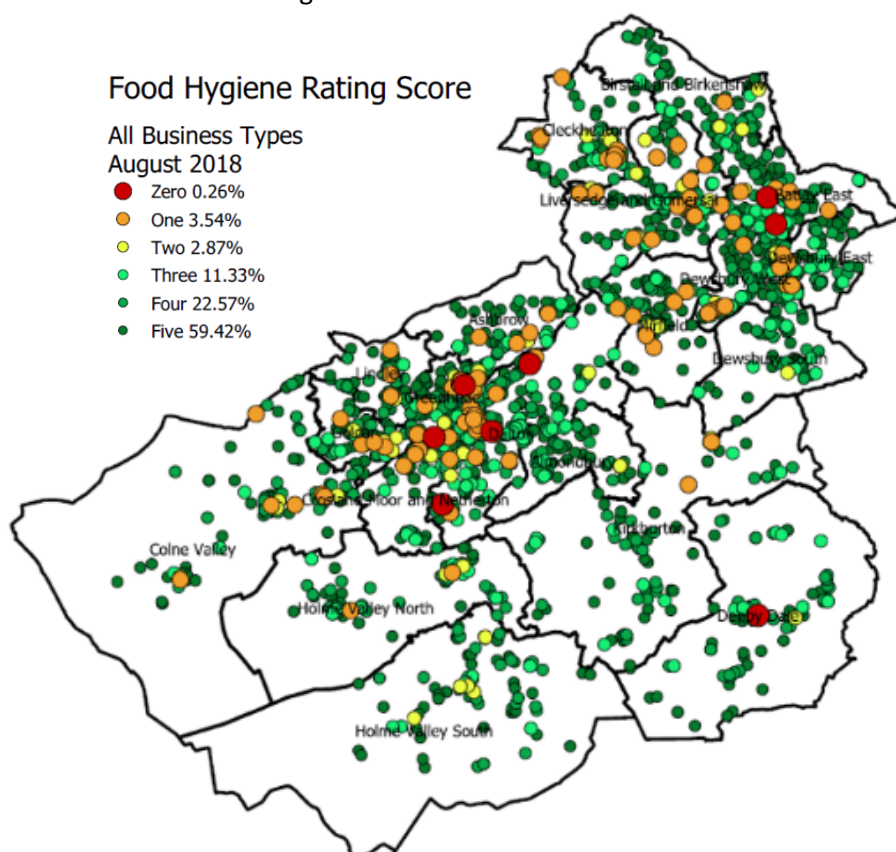 Food Hygiene Rating Score
All Business Types
August 2018
Zero 0.26%
One 3.54%
Two 2.87%
Three 11.33%
Four 22.57%
Five 59.42%
Birstall and Birkenshaw
Cleckheaton
Liversedge and Gomersal
Batley East
Dewsbury East
Dewsbury West
Mirfield
Ashbrow
Dewsbury South
Lindley
Greenhead
Golcar
Dalton
Almondbury
Crosland Moor and Netherton
Kirkburton
Colne Valley
Holme Valley North
Denby Dale
Holme Valley South